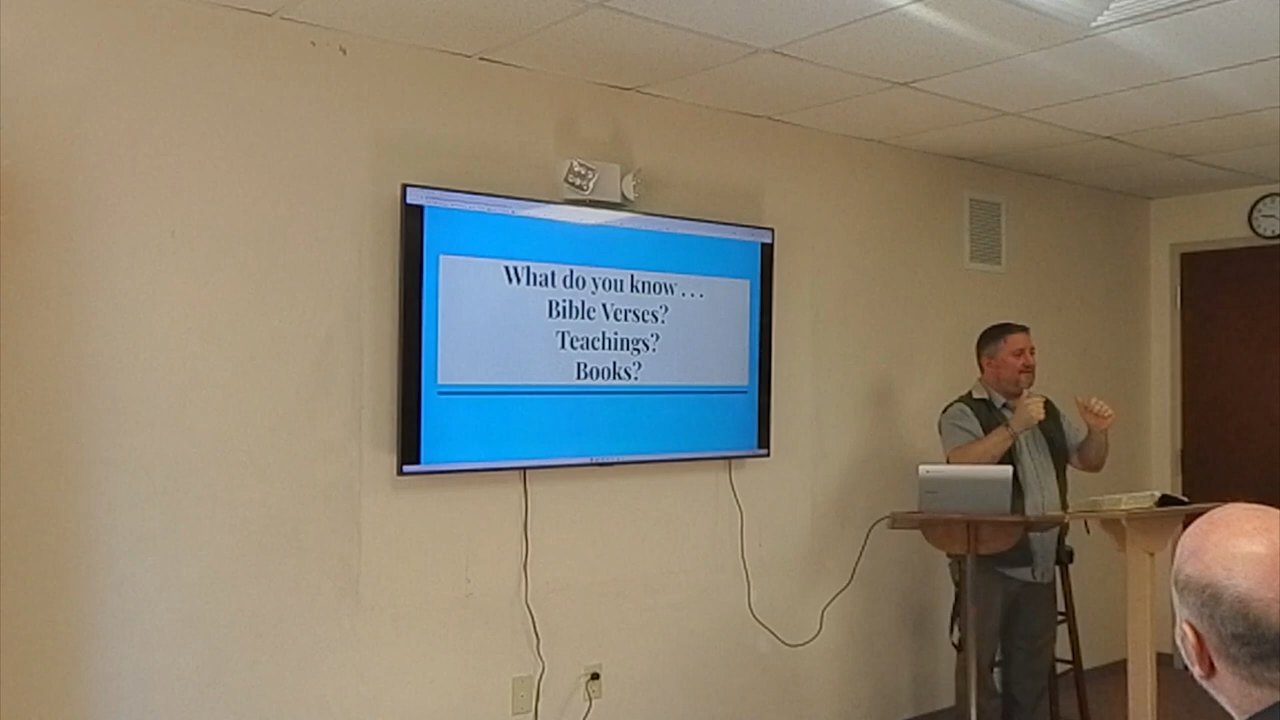 What do you know . . .
Bible Verses?
Teachings?
Books?